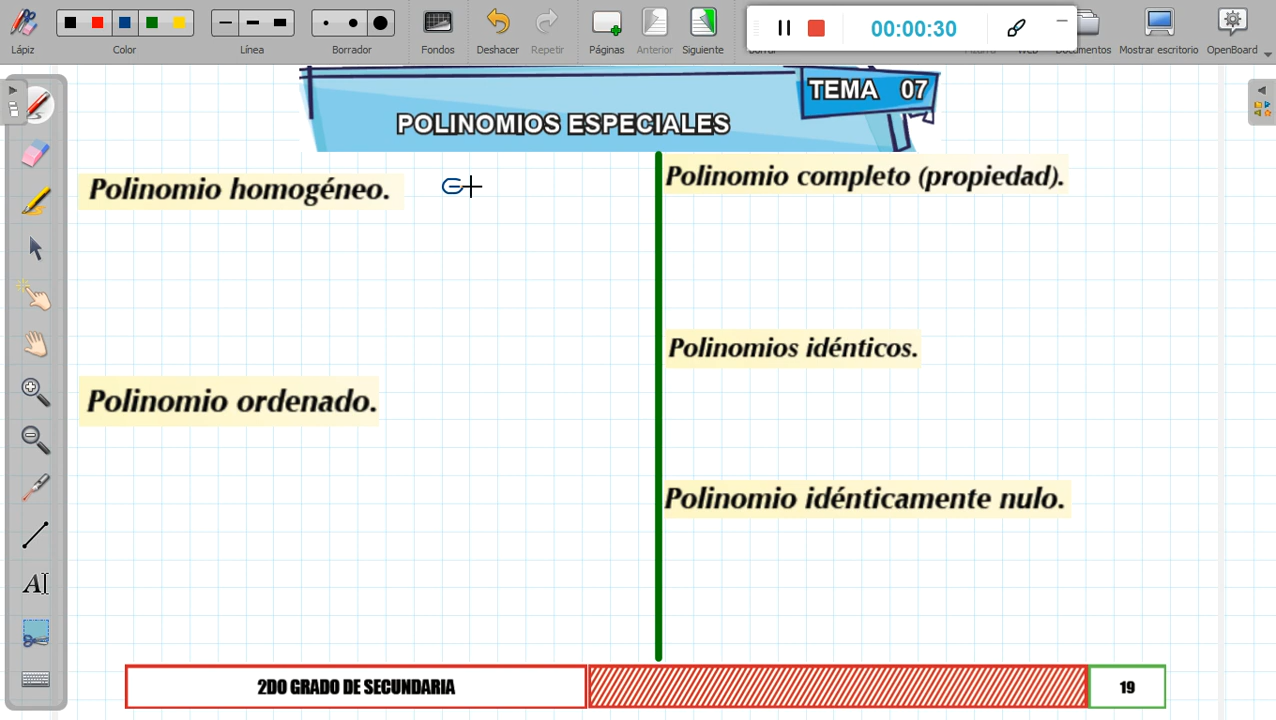 Lápiz
Color
Línea
Borrador
Fondos
Deshacer
Repetir
Páginas
Anterior
Siguiente
00:00:30
Documentos
Mostrar escritorio
OpenBoard
TEMA 07
POLINOMIOS ESPECIALES
Polinomio homogéneo.
Polinomio ordenado.
Polinomio completo (propiedad).
Polinomios idénticos.
Polinomio idénticamente nulo.
2DO GRADO DE SECUNDARIA
19